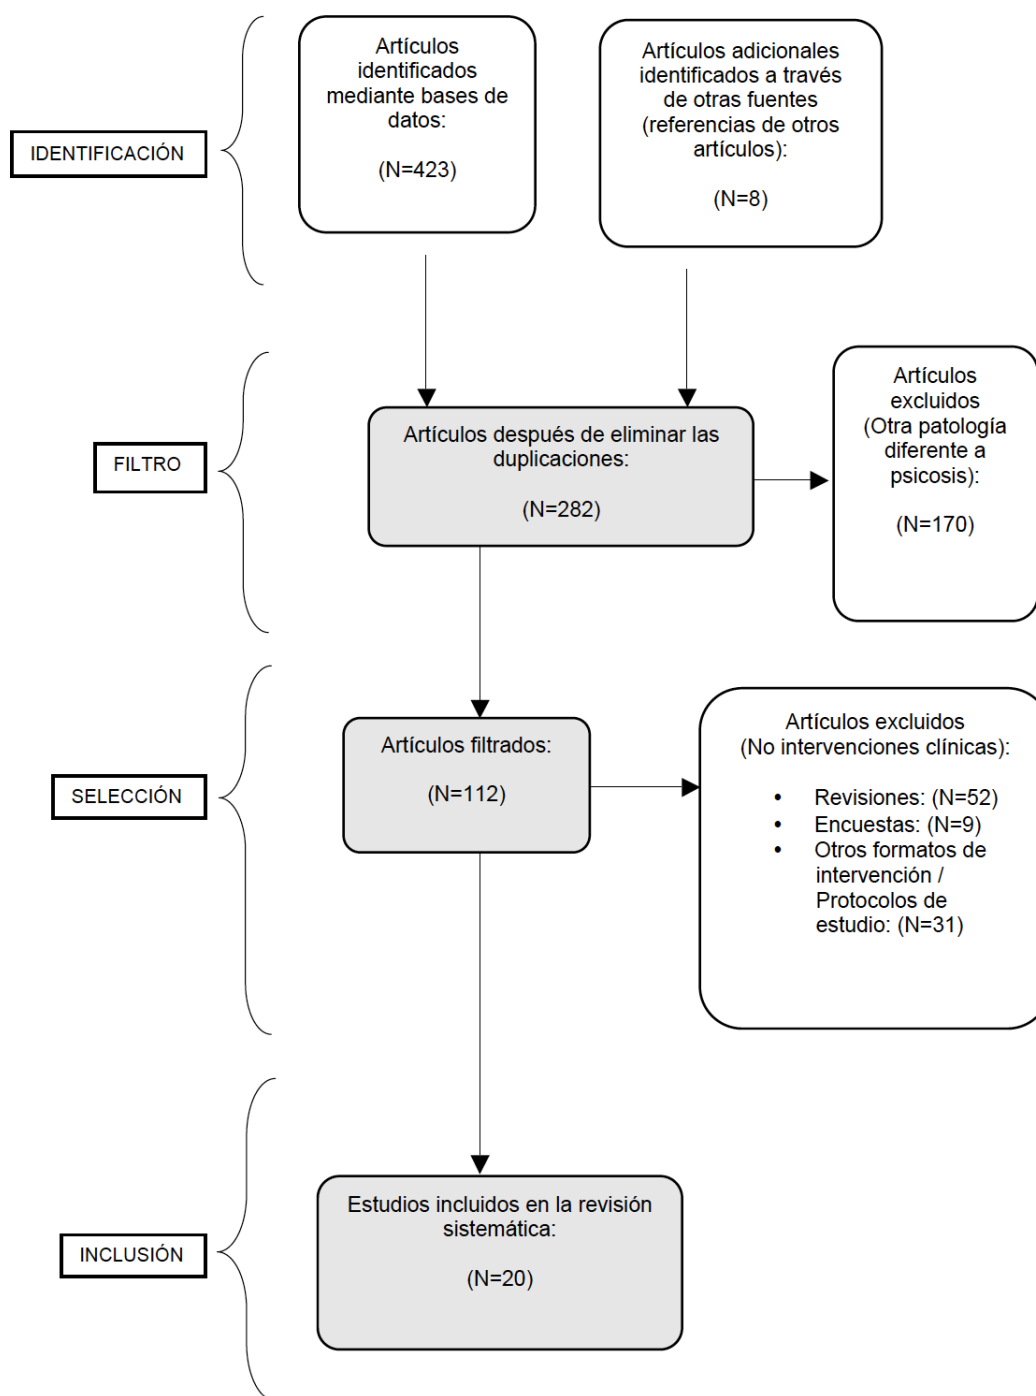 IDENTIFICACIÓN
Artículos
identificados
mediante bases de
datos:
(N=423)
Artículos adicionales
identificados a través
de otras fuentes
(referencias de otros
artículos):
(N=8)
FILTRO
Artículos después de eliminar las
duplicaciones:
(N=282)
Artículos
excluidos
(Otra patología
diferente a
psicosis):
(N=170)
SELECCIÓN
Artículos filtrados:
(N=112)
Artículos excluidos
(No intervenciones clínicas):
• Revisiones: (N=52)
• Encuestas: (N=9)
• Otros formatos de
intervención /
Protocolos de
estudio: (N=31)
INCLUSIÓN
Estudios incluidos en la revisión
sistemática:
(N=20)